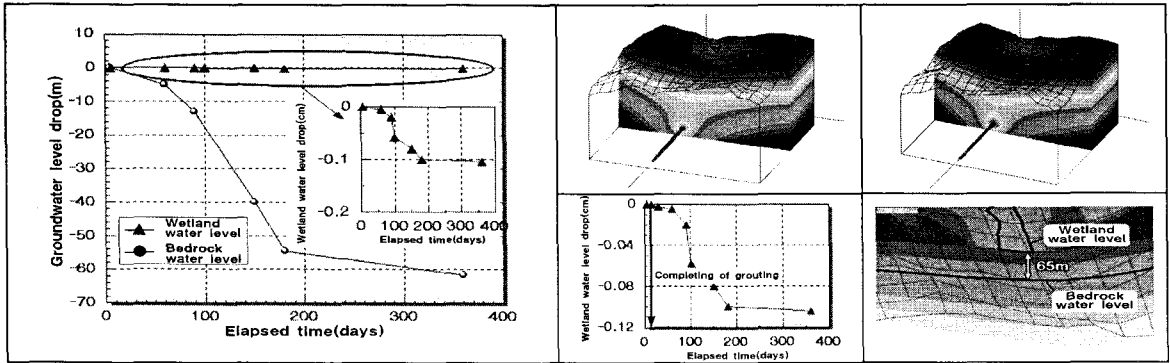 Groundwater level drop(m)
10
0
-10
-20
-30
-40
-50
-60
-70
0
100
200
300
400
Elapsed time(days)
Wetland
water level
Bedrock
water level
Wetland water level drop(cm)
0
-0.1
-0.2
0 100 200 300 400
Elapsed time(days)
Wetland water level drop(cm)
0
-0.04
-0.08
-0.12
Completing of grouting
0
100
200
300
400
Elapsed time(days)
Wetland
water level
65m
Bedrock
water level